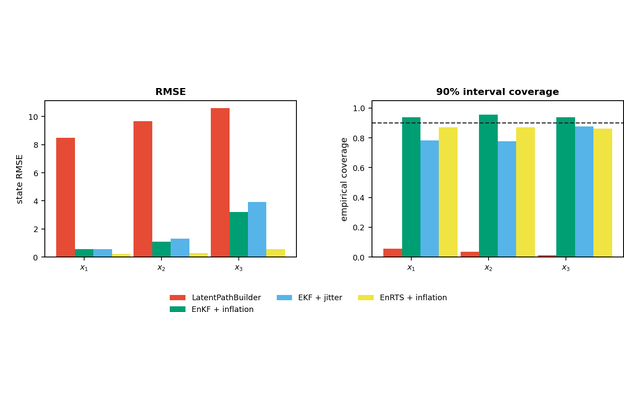 RMSE
state RMSE
10
8
6
4
2
0
x₁
x₂
x₃
90% interval coverage
empirical coverage
1.0
0.8
0.6
0.4
0.2
0.0
x₁
x₂
x₃
LatentPathBuilder
EKF + jitter
EnRTS + inflation
EnKF + inflation